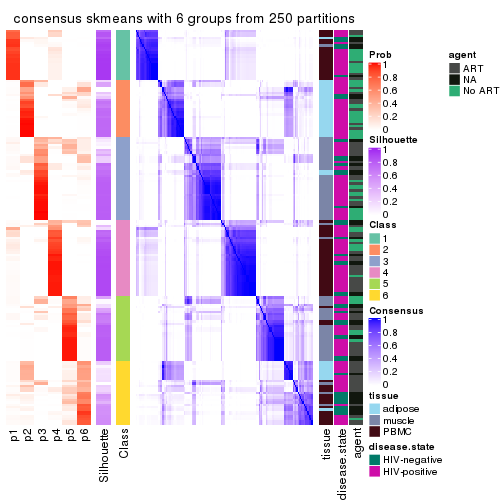 consensus skmeans with 6 groups from 250 partitions
p1
p2
p3
p4
p5
p6
Silhouette
Class
tissue
disease.state
agent
Prob
1
0.8
0.6
0.4
0.2
0
Silhouette
1
0.8
0.6
0.4
0.2
0
Class
1
2
3
4
5
6
Consensus
1
0.8
0.6
0.4
0.2
0
tissue
adipose
muscle
PBMC
disease.state
HIV-negative
HIV-positive
agent
ART
NA
No ART